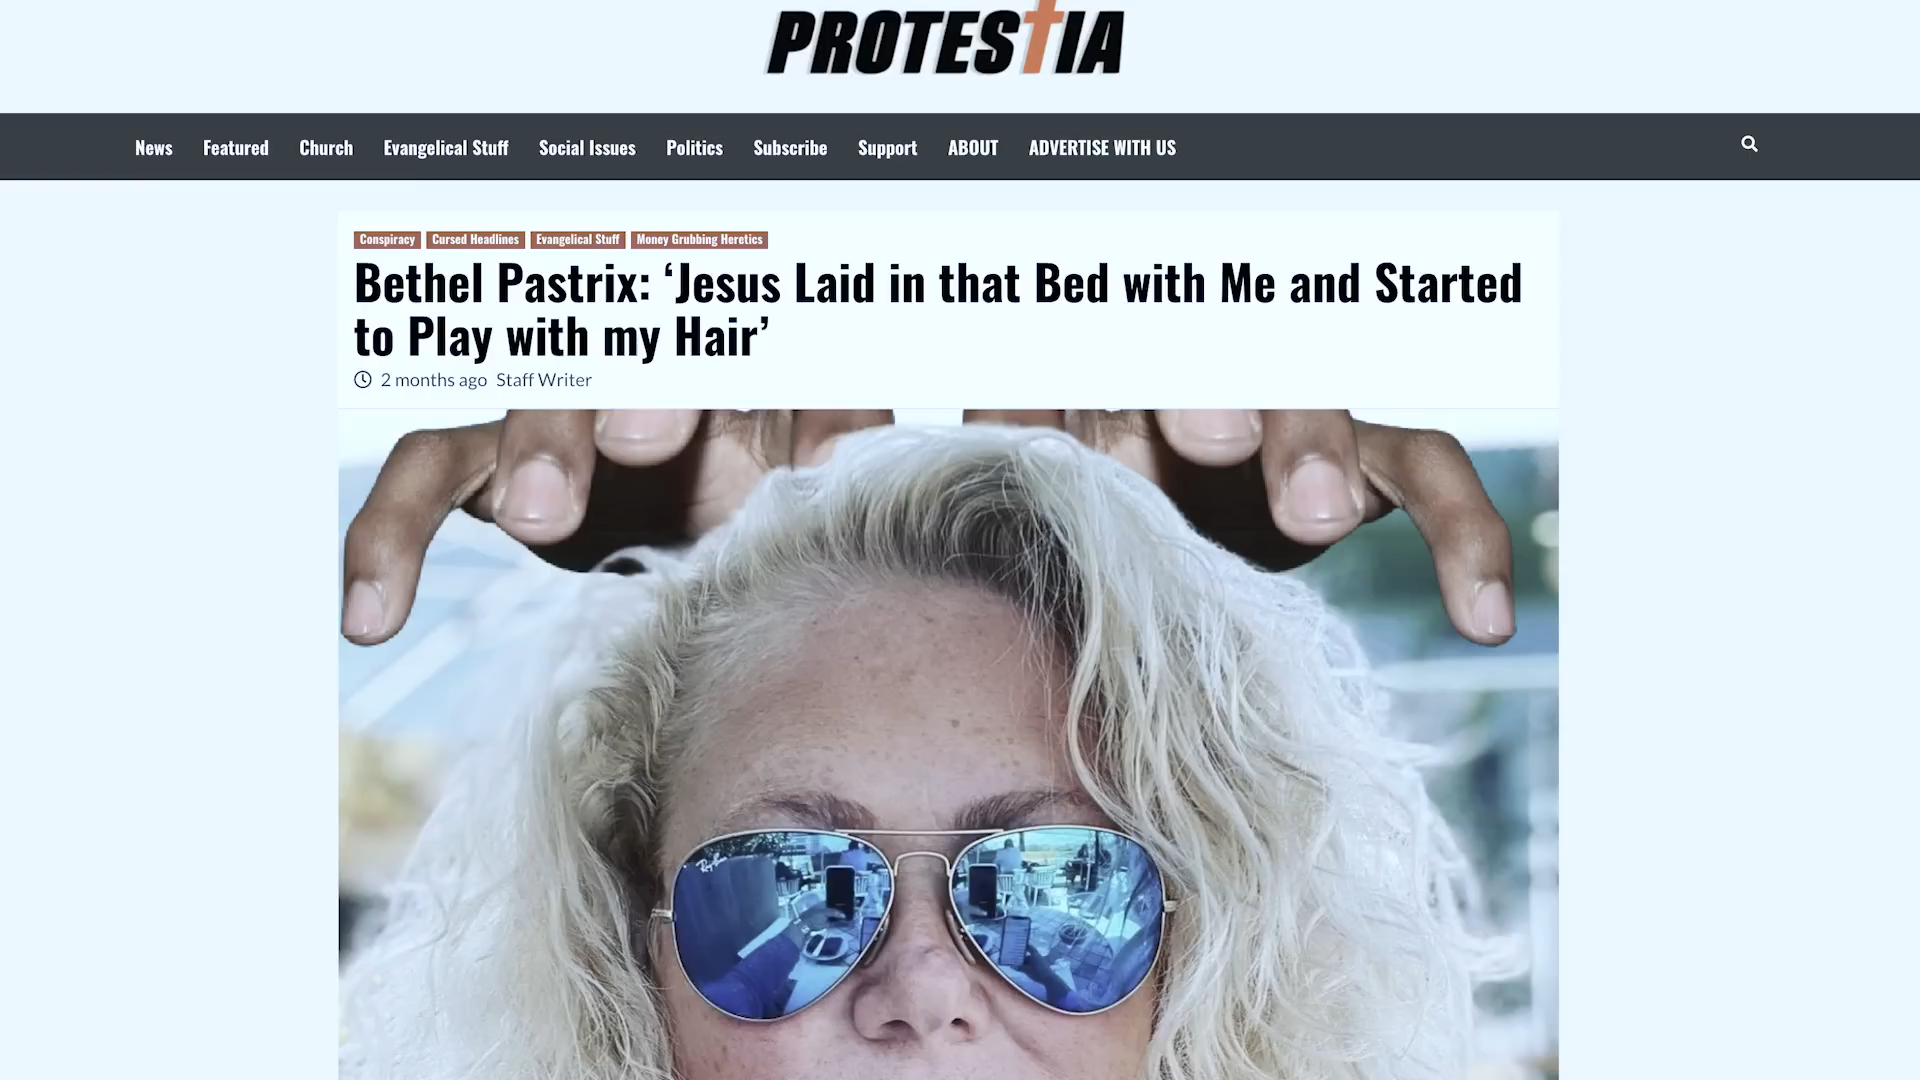 PROTESTIA
News Featured Church Evangelical Stuff Social Issues Politics Subscribe Support ABOUT ADVERTISE WITH US
Conspiracy Cursed Headlines Evangelical Stuff Money Grubbing Heretics
Bethel Pastrix: ‘Jesus Laid in that Bed with Me and Started
to Play with my Hair’
2 months ago Staff Writer
Ray-Ban